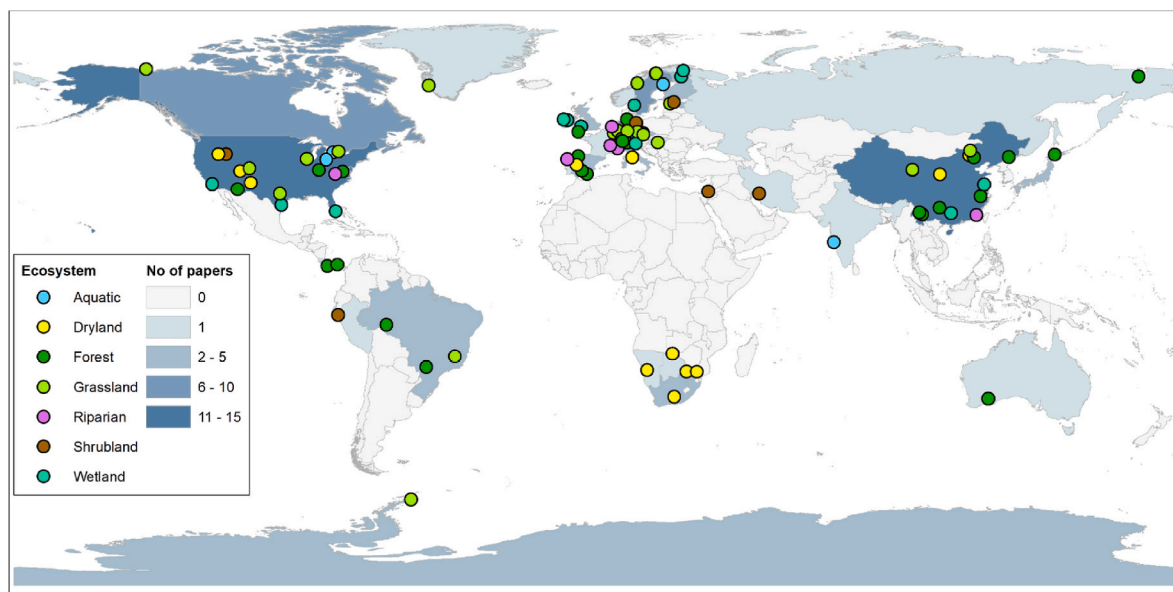 Ecosystem No of papers
Aquatic 0
Dryland 1
Forest 2 - 5
Grassland 6 - 10
Riparian 11 - 15
Shrubland
Wetland